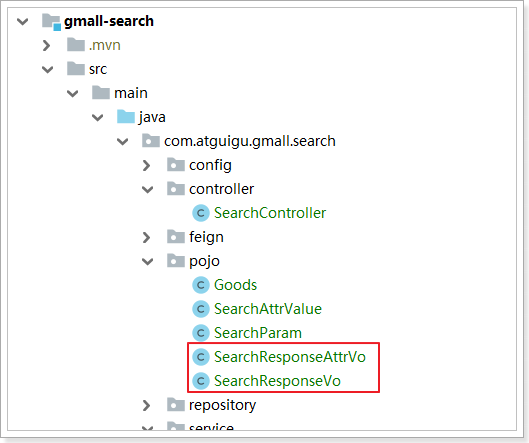 gmall-search
.mvn
src
main
java
com.atguigu.gmall.search
config
controller
SearchController
feign
pojo
Goods
SearchAttrValue
SearchParam
SearchResponseAttrVo
SearchResponseVo
repository
service